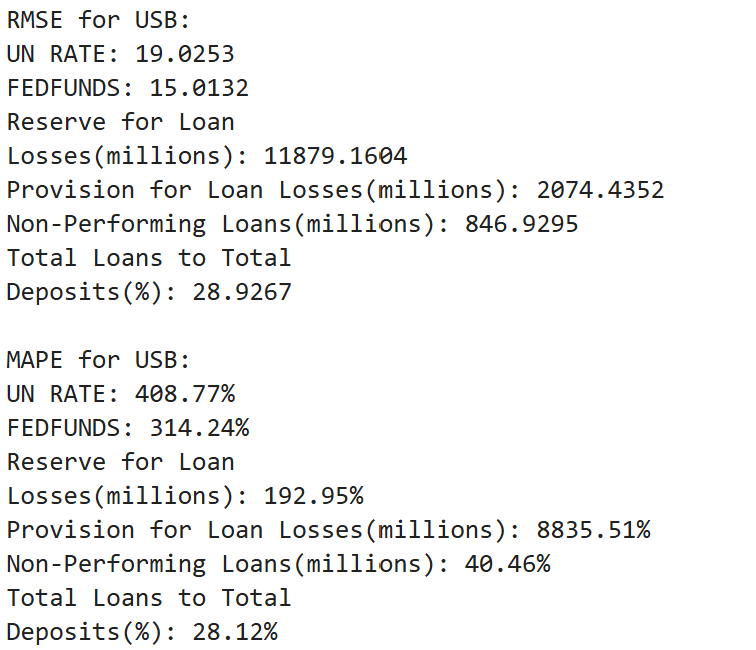 RMSE for USB:
UN RATE: 19.0253
FEDFUNDS: 15.0132
Reserve for Loan
Losses(millions): 11879.1604
Provision for Loan Losses(millions): 2074.4352
Non-Performing Loans(millions): 846.9295
Total Loans to Total
Deposits(%): 28.9267

MAPE for USB:
UN RATE: 408.77%
FEDFUNDS: 314.24%
Reserve for Loan
Losses(millions): 192.95%
Provision for Loan Losses(millions): 8835.51%
Non-Performing Loans(millions): 40.46%
Total Loans to Total
Deposits(%): 28.12%